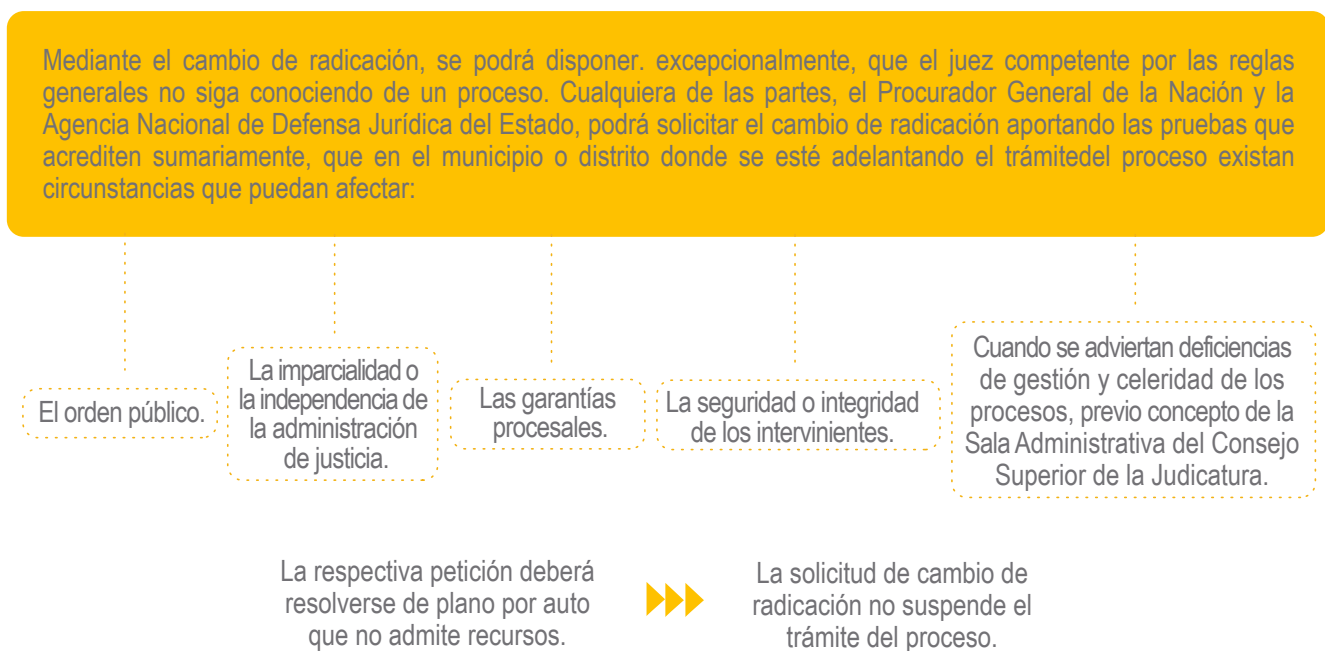 Mediante el cambio de radicación, se podrá disponer. excepcionalmente, que el juez competente por las reglas
generales no siga conociendo de un proceso. Cualquiera de las partes, el Procurador General de la Nación y la
Agencia Nacional de Defensa Jurídica del Estado, podrá solicitar el cambio de radicación aportando las pruebas que
acrediten sumariamente, que en el municipio o distrito donde se esté adelantando el trámitedel proceso existan
circunstancias que puedan afectar:
El orden público.
La imparcialidad o
la independencia de
la administración
de justicia.
Las garantías
procesales.
La seguridad o integridad
de los intervinientes.
Cuando se adviertan deficiencias
de gestión y celeridad de los
procesos, previo concepto de la
Sala Administrativa del Consejo
Superior de la Judicatura.
La respectiva petición deberá
resolverse de plano por auto
que no admite recursos.
La solicitud de cambio de
radicación no suspende el
trámite del proceso.